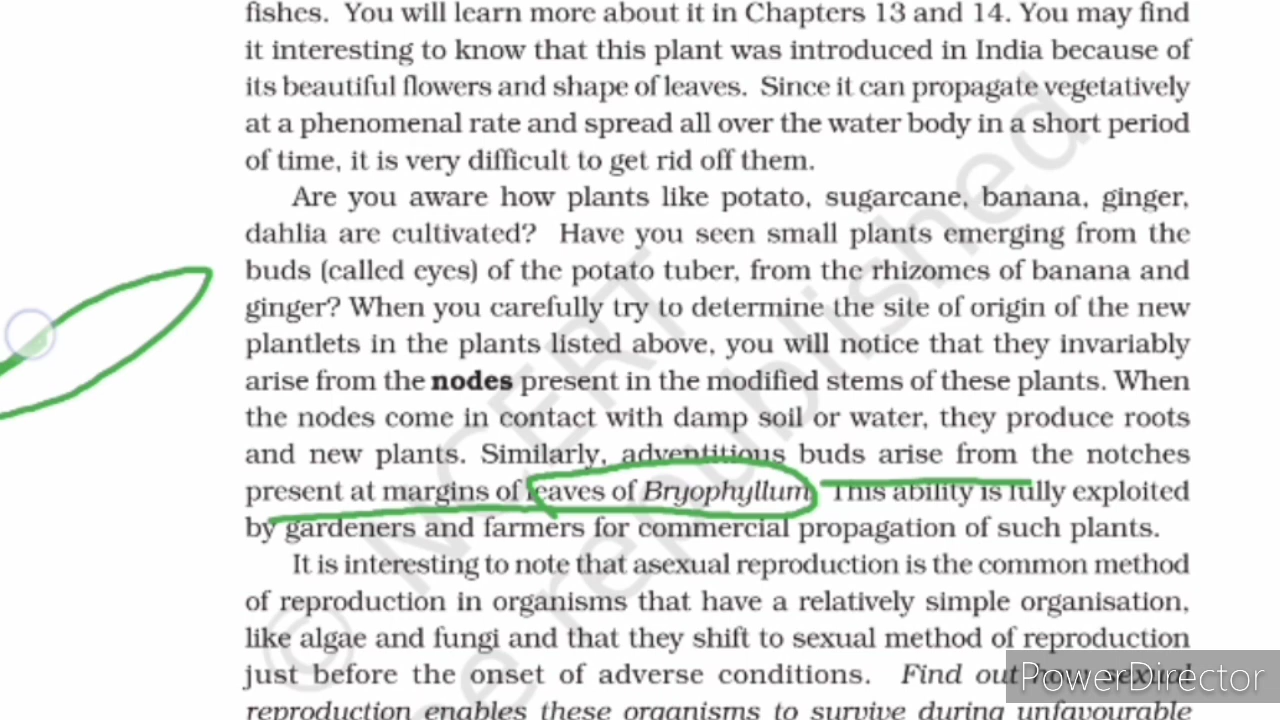 fishes. You will learn more about it in Chapters 13 and 14. You may find
it interesting to know that this plant was introduced in India because of
its beautiful flowers and shape of leaves. Since it can propagate vegetatively
at a phenomenal rate and spread all over the water body in a short period
of time, it is very difficult to get rid off them.
Are you aware how plants like potato, sugarcane, banana, ginger,
dahlia are cultivated? Have you seen small plants emerging from the
buds (called eyes) of the potato tuber, from the rhizomes of banana and
ginger? When you carefully try to determine the site of origin of the new
plantlets in the plants listed above, you will notice that they invariably
arise from the nodes present in the modified stems of these plants. When
the nodes come in contact with damp soil or water, they produce roots
and new plants. Similarly, adventitious buds arise from the notches
present at margins of leaves of Bryophyllum This ability is fully exploited
by gardeners and farmers for commercial propagation of such plants.
It is interesting to note that asexual reproduction is the common method
of reproduction in organisms that have a relatively simple organisation,
like algae and fungi and that they shift to sexual method of reproduction
just before the onset of adverse conditions. Find out how sexual
reproduction enables these organisms to survive during unfavourable
© NCERT
be republished
PowerDirector